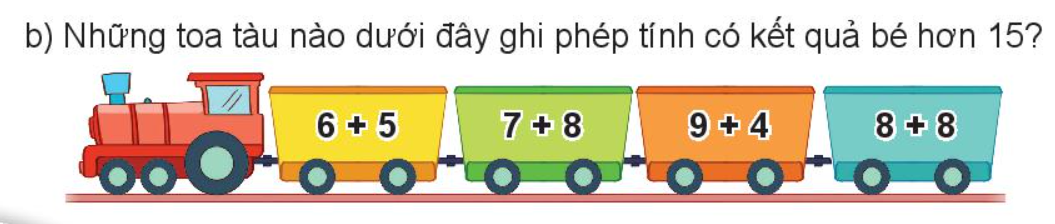 b) Những toa tàu nào dưới đây ghi phép tính có kết quả bé hơn 15?
6 + 5 7 + 8 9 + 4 8 + 8